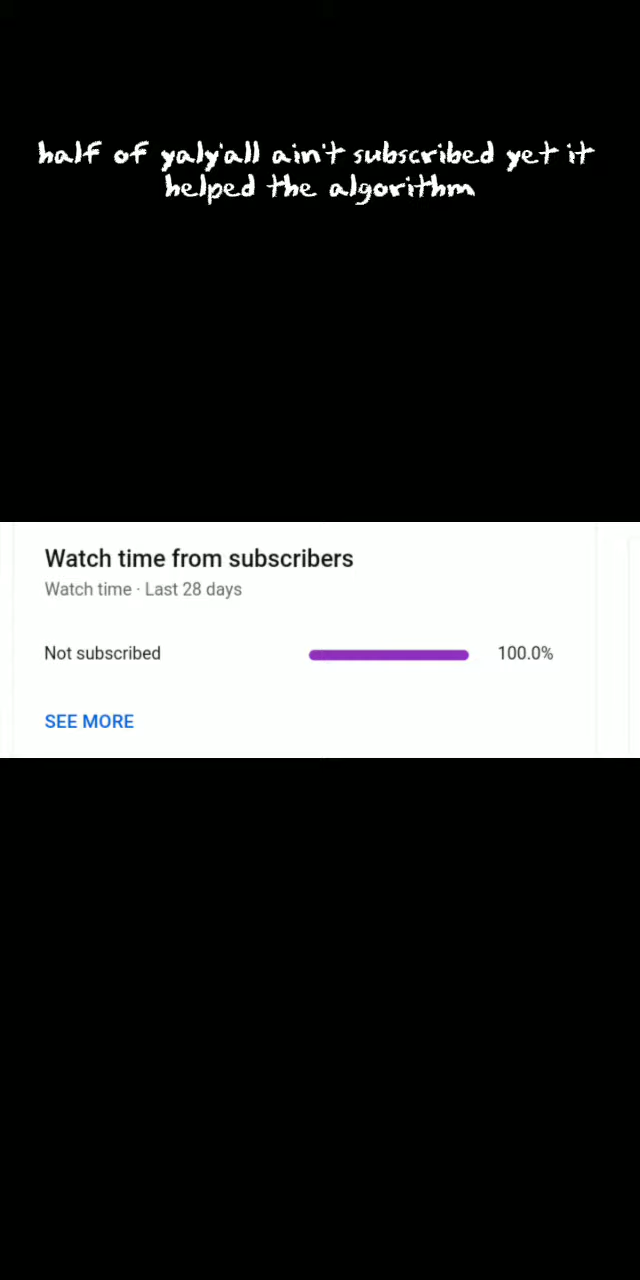 half of yaly'all ain't subscribed yet it
helped the algorithm
Watch time from subscribers
Watch time · Last 28 days
Not subscribed 100.0%
SEE MORE